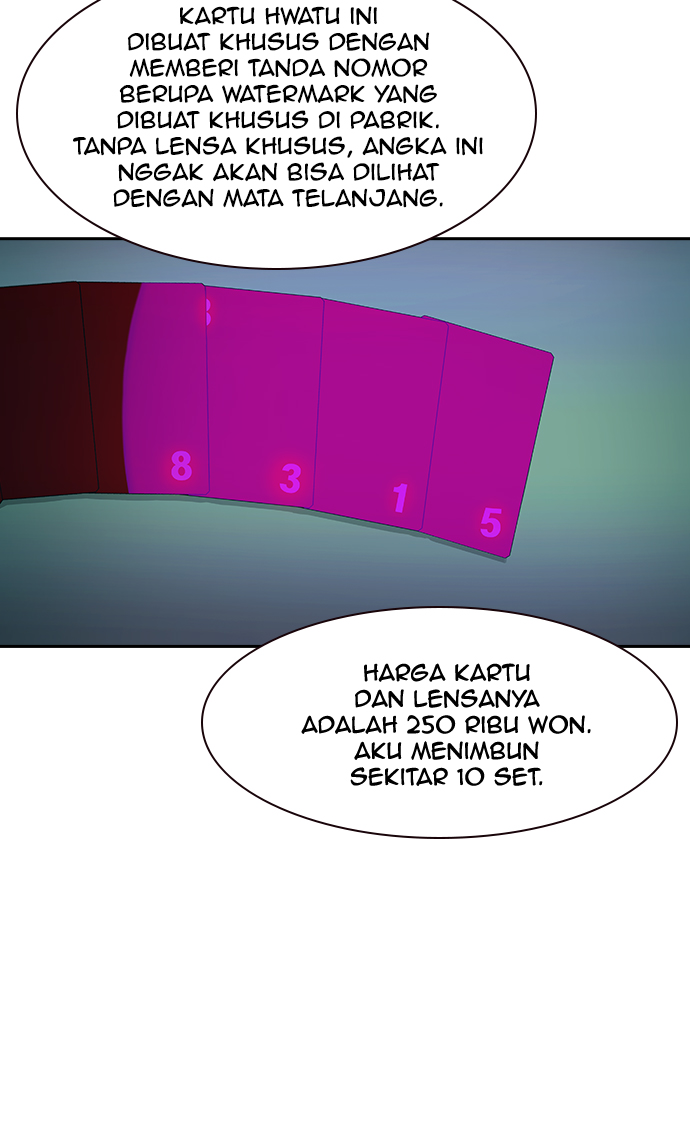 KARTU HWATU INI
DIBUAT KHUSUS DENGAN
MEMBERI TANDA NOMOR
BERUPA WATERMARK YANG
DIBUAT KHUSUS DI PABRIK.
TANPA LENSA KHUSUS, ANGKA INI
NGGAK AKAN BISA DILIHAT
DENGAN MATA TELANJANG.
8
3
1
5
HARGA KARTU
DAN LENSANYA
ADALAH 250 RIBU WON.
AKU MENIMBUN
SEKITAR 10 SET.